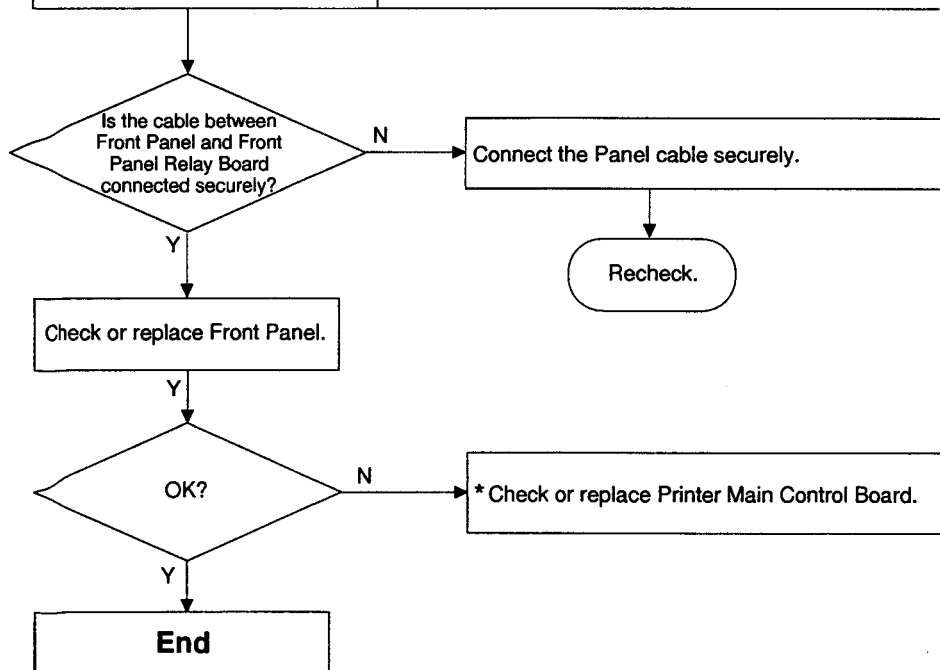 Is the cable between
Front Panel and Front
Panel Relay Board
connected securely?
N
Connect the Panel cable securely.
Y
Recheck.
Check or replace Front Panel.
Y
OK?
N
* Check or replace Printer Main Control Board.
Y
End